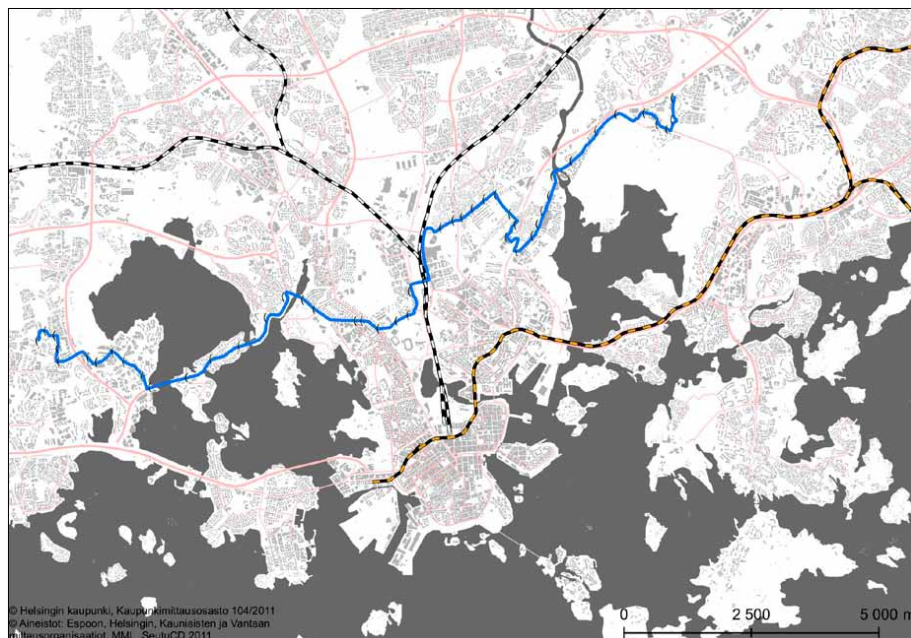 © Helsingin kaupunki, Kaupunkimittausosasto 104/2011
© Aineistot: Espoon, Helsingin, Kauniaisten ja Vantaan
mittausorganisaatiot, MML, SeutuCD 2011
0 2 500 5 000 m